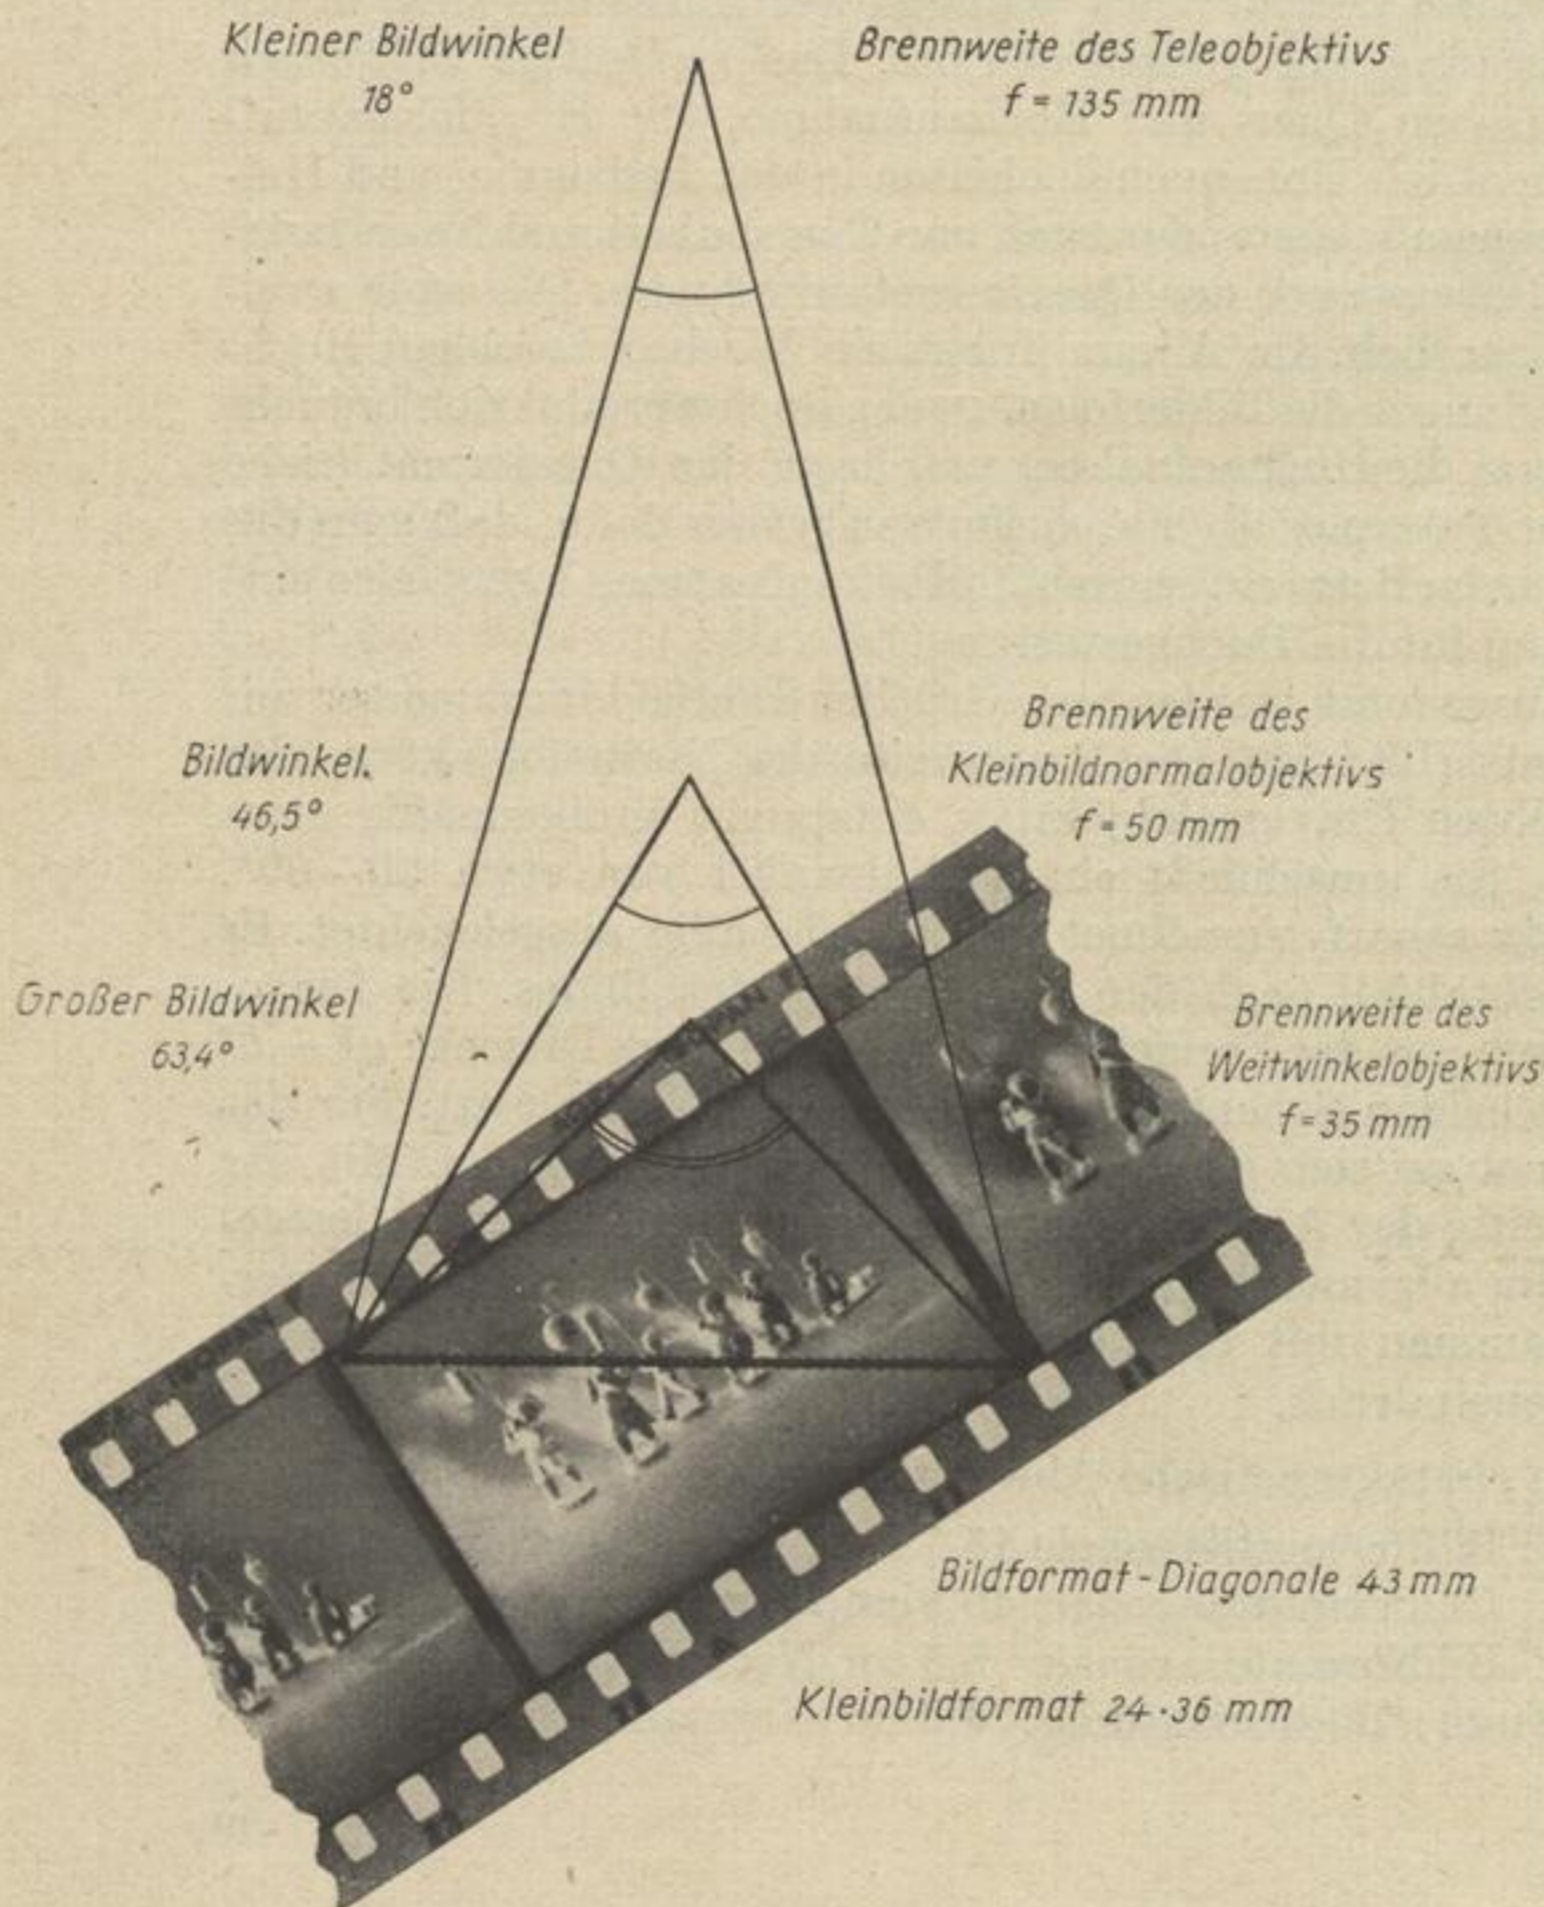 Kleiner Bildwinkel
18°
Brennweite des Teleobjektivs
f = 135 mm
Bildwinkel.
46,5°
Brennweite des
Kleinbildnormalobjektivs
f = 50 mm
Großer Bildwinkel
63,4°
Brennweite des
Weitwinkelobjektivs
f = 35 mm
Bildformat - Diagonale 43 mm
Kleinbildformat 24 · 36 mm